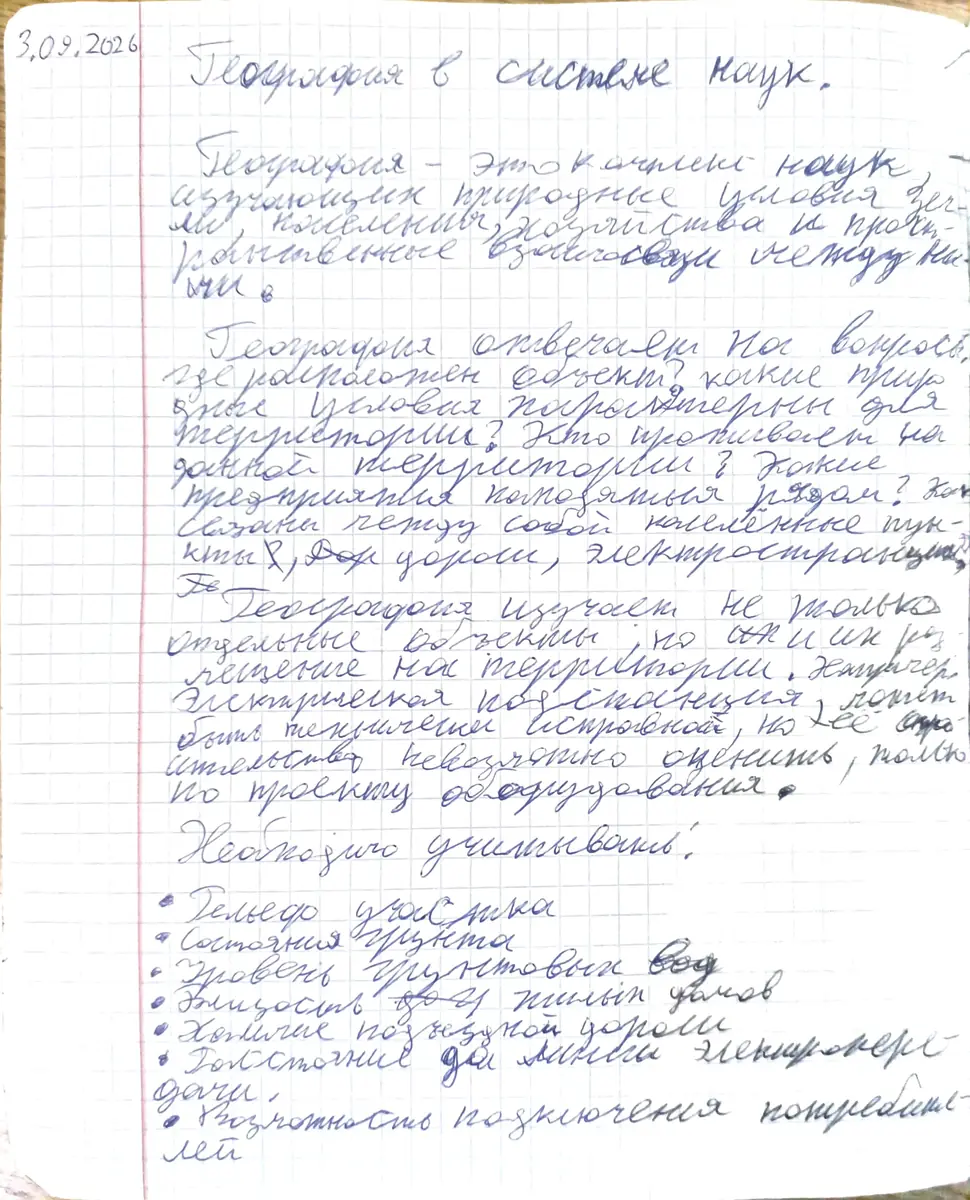 3.09.2026
География в системе наук.
География – это комплекс наук,
изучающих природные условия Зем-
ли, населения, хозяйства и прост-
ранственные взаимосвязи между ни-
ми.
География отвечает на вопросы,
где расположен объект? какие приро
дные условия характерны для
территории? Кто проживает на
данной территории? Какие
предприятия находятся рядом? Как
связаны между собой населённые пун-
кты?, дороги, электростанции?
География изучает не только
отдельные объекты, но и их раз-
мещение на территории. Например
Электрическая подстанция, может
быть технически исправной, но её стро
ительство невозможно оценить, только
по проекту оборудования.
Необходимо учитывать:
• Рельеф участка
• Состояния грунта
• Уровень грунтовых вод
• Близость жилых домов
• Наличие подъездной дороги
• Расстояние до линии электропере-
дачи.
• Возможность подключения потребите-
лей